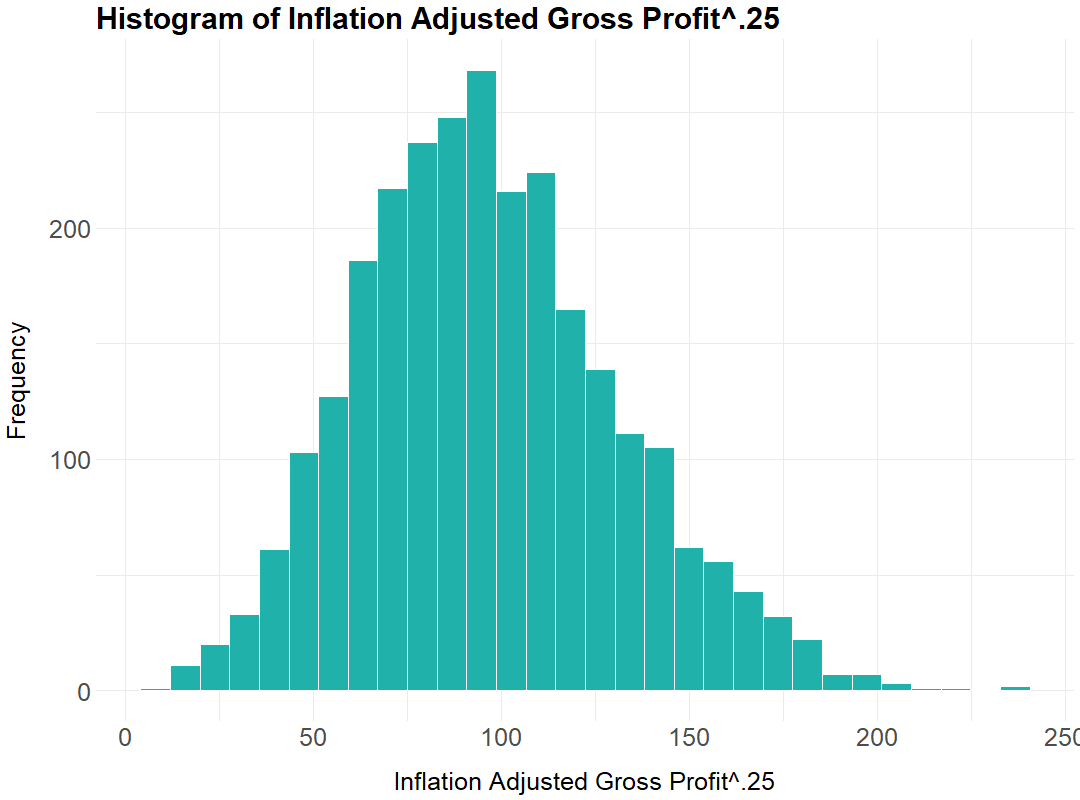 Histogram of Inflation Adjusted Gross Profit^.25
Frequency
200
100
0
0 50 100 150 200 250
Inflation Adjusted Gross Profit^.25